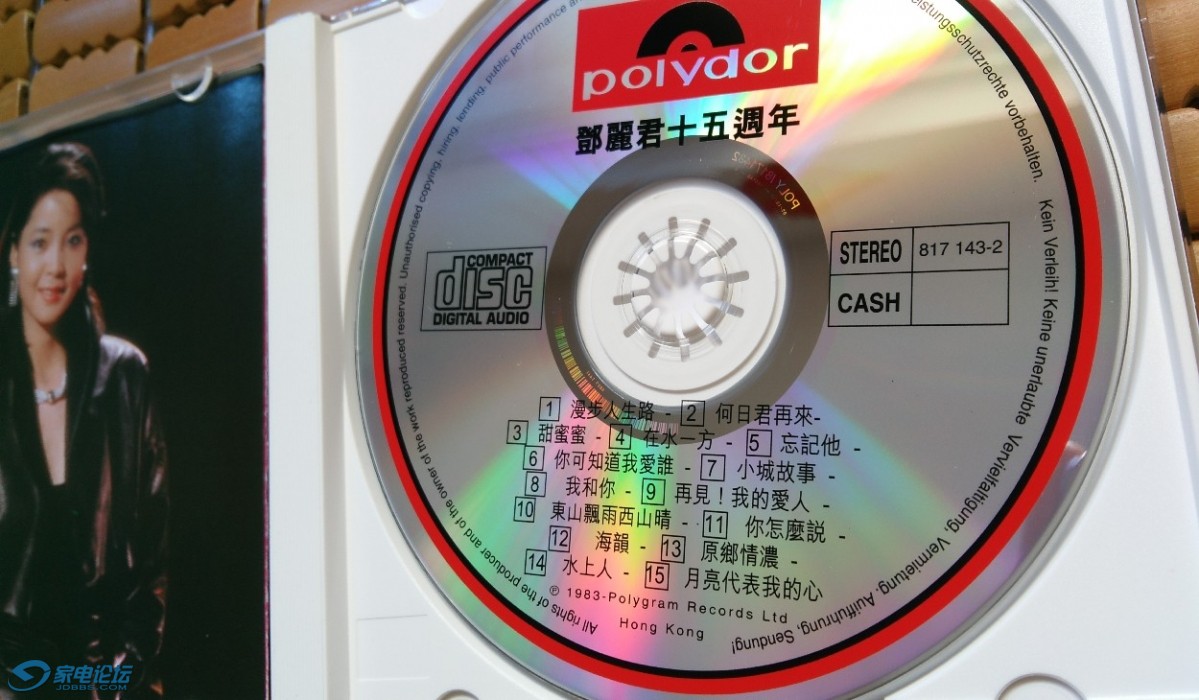 polydor
鄧麗君十五週年
COMPACT
disc
DIGITAL AUDIO
STEREO 817 143-2
CASH
1 漫步人生路 - 2 何日君再來-
3 甜蜜蜜 - 4 在水一方 - 5 忘記他 -
6 你可知道我愛誰 - 7 小城故事 -
8 我和你 - 9 再見！我的愛人 -
10 東山飄雨西山晴 - 11 你怎麼説 -
12 海韻 - 13 原鄉情濃 -
14 水上人 - 15 月亮代表我的心
℗ 1983-Polygram Records Ltd
Hong Kong
All rights of the producer and of the owner of the work reproduced reserved. Unauthorised copying, hiring, lending, public performance
leistungsschutzrechte vorbehalten. Kein Verleih! Keine unerlaubte Vervielfältigung, Vermietung, Aufführung, Sendung!
家电论坛
JDBBS.COM